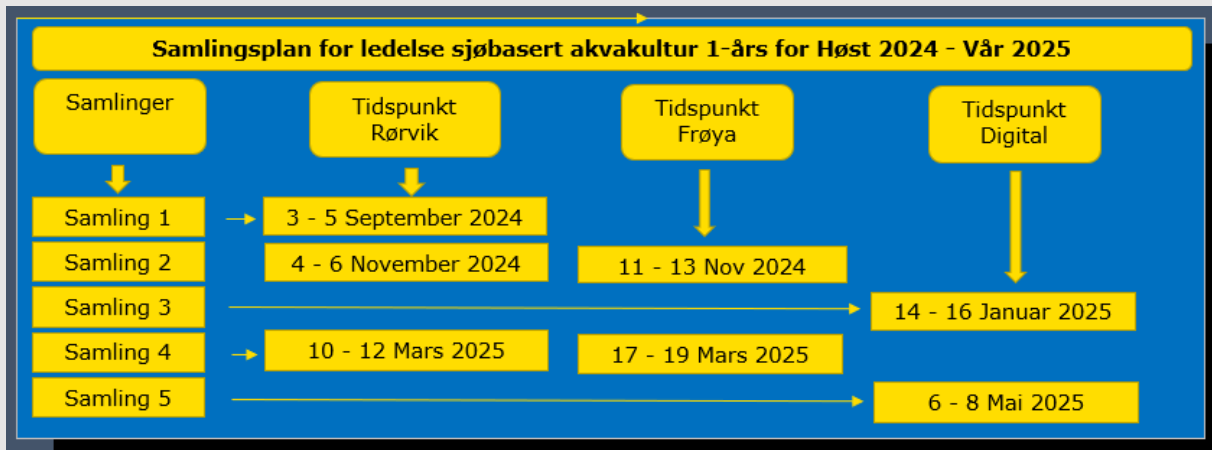 Samlingsplan for ledelse sjøbasert akvakultur 1-års for Høst 2024 - Vår 2025
Samlinger
Tidspunkt
Rørvik
Tidspunkt
Frøya
Tidspunkt
Digital
Samling 1
3 - 5 September 2024
Samling 2
4 - 6 November 2024
11 - 13 Nov 2024
Samling 3
14 - 16 Januar 2025
Samling 4
10 - 12 Mars 2025
17 - 19 Mars 2025
Samling 5
6 - 8 Mai 2025